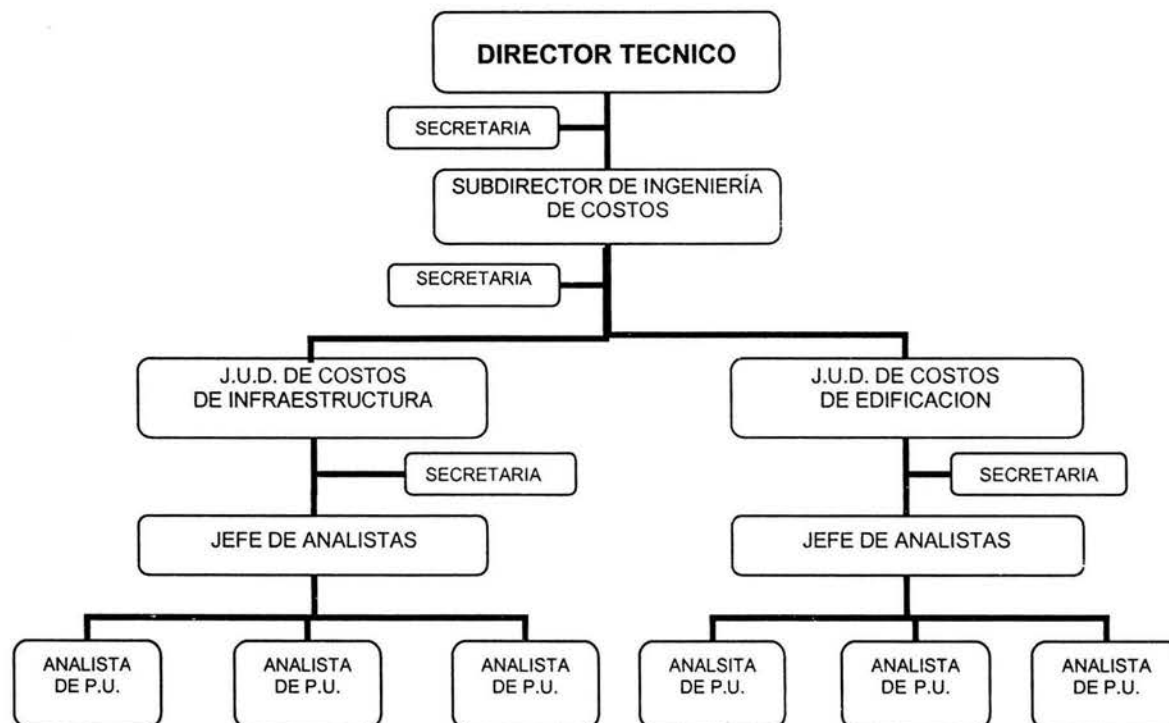 DIRECTOR TECNICO
SECRETARIA
SUBDIRECTOR DE INGENIERÍA
DE COSTOS
SECRETARIA
J.U.D. DE COSTOS
DE INFRAESTRUCTURA
J.U.D. DE COSTOS
DE EDIFICACION
SECRETARIA
SECRETARIA
JEFE DE ANALISTAS
JEFE DE ANALISTAS
ANALISTA
DE P.U.
ANALISTA
DE P.U.
ANALISTA
DE P.U.
ANALSITA
DE P.U.
ANALISTA
DE P.U.
ANALISTA
DE P.U.